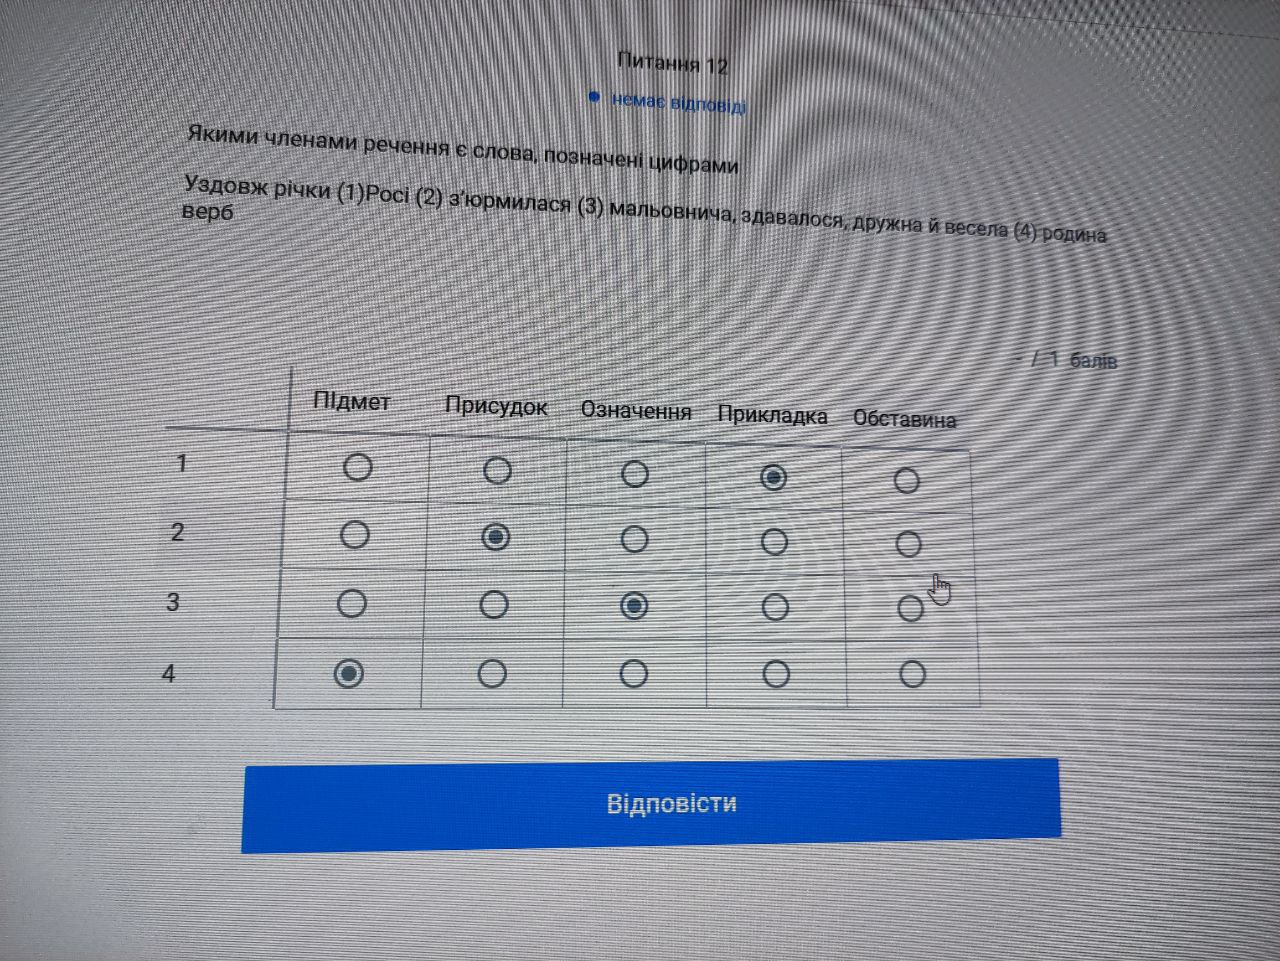 Питання 12
немає відповіді
Якими членами речення є слова, позначені цифрами
Уздовж річки (1)Росі (2) з'юрмилася (3) мальовнича, здавалося, дружна й весела (4) родина
верб
- / 1 балів
ПІдмет Присудок Означення Прикладка Обставина
1
2
3
4
Відповісти